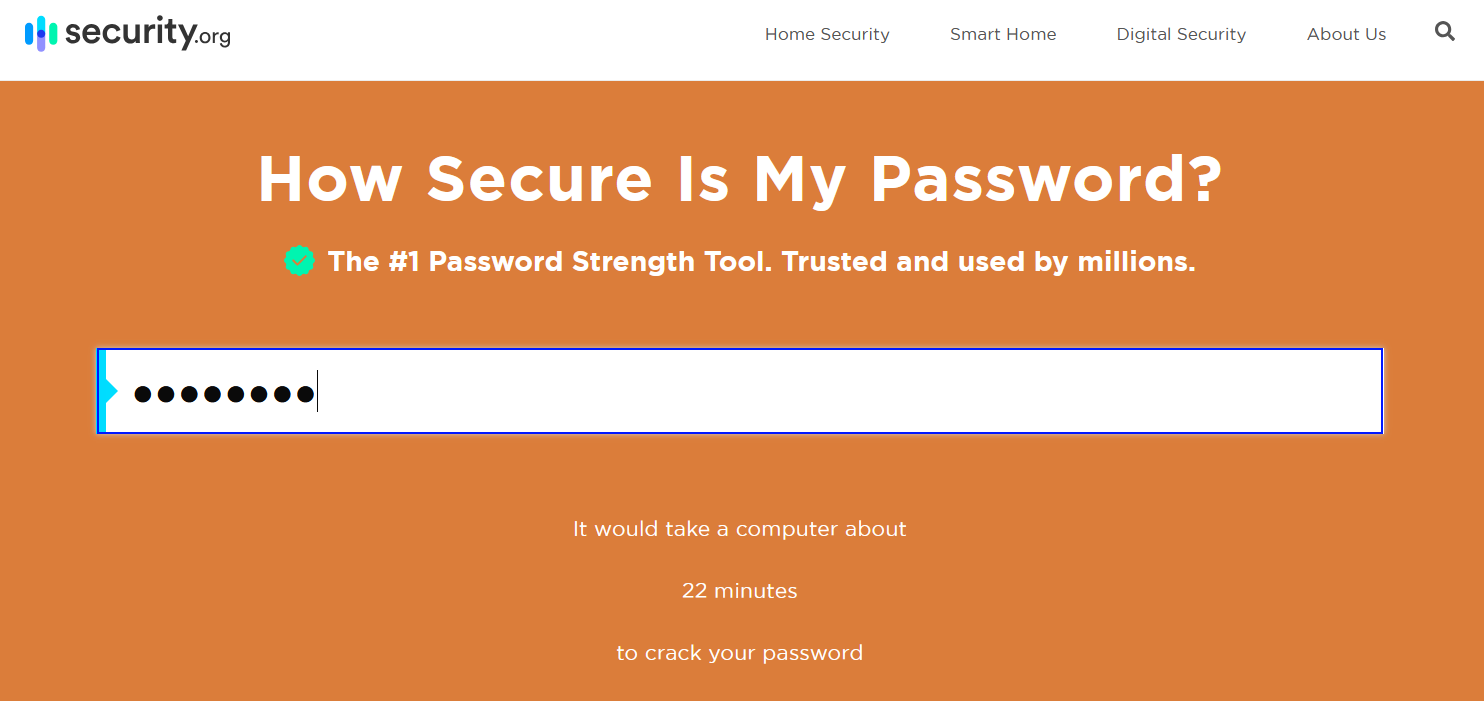 security.org
Home Security Smart Home Digital Security About Us
How Secure Is My Password?
The #1 Password Strength Tool. Trusted and used by millions.
●●●●●●●●
It would take a computer about
22 minutes
to crack your password